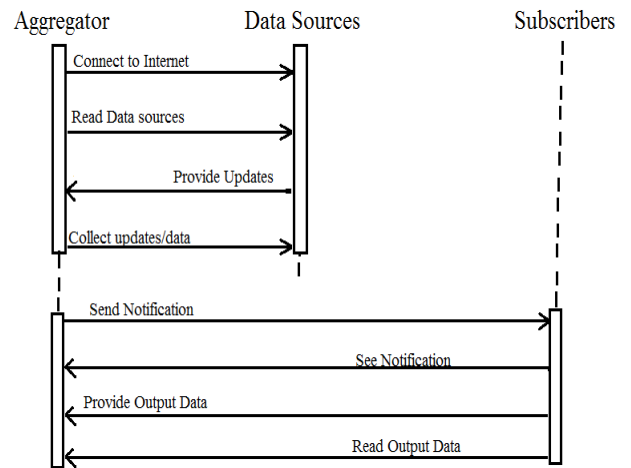 Aggregator Data Sources Subscribers
Connect to Internet
Read Data sources
Provide Updates
Collect updates/data
Send Notification
See Notification
Provide Output Data
Read Output Data